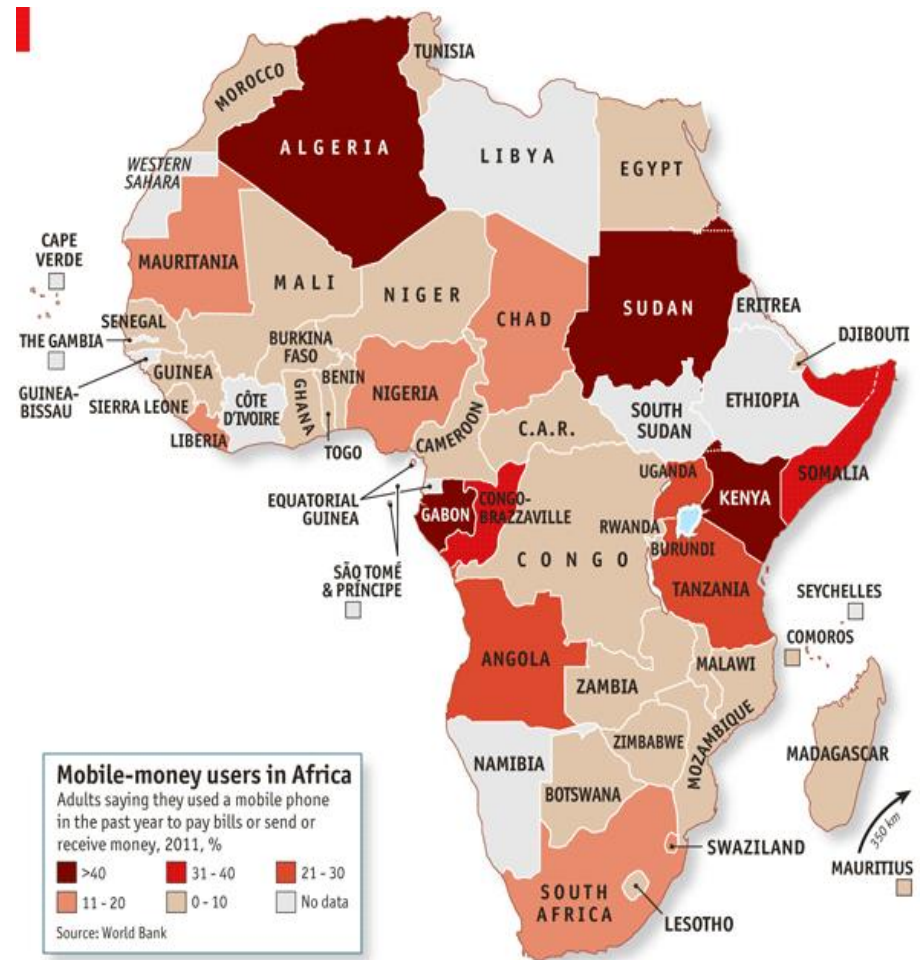 TUNISIA
MOROCCO
ALGERIA
LIBYA
EGYPT
WESTERN
SAHARA
CAPE
VERDE
MAURITANIA
MALI
NIGER
CHAD
SUDAN
ERITREA
DJIBOUTI
SENEGAL
THE GAMBIA
GUINEA-
BISSAU
GUINEA
SIERRA LEONE
LIBERIA
CÔTE
D'IVOIRE
BURKINA
FASO
GHANA
BENIN
TOGO
NIGERIA
CAMEROON
C.A.R.
SOUTH
SUDAN
ETHIOPIA
SOMALIA
UGANDA
KENYA
EQUATORIAL
GUINEA
GABON
CONGO-
BRAZZAVILLE
RWANDA
BURUNDI
CONGO
SÃO TOMÉ
& PRÍNCIPE
TANZANIA
SEYCHELLES
COMOROS
ANGOLA
ZAMBIA
MALAWI
MOZAMBIQUE
ZIMBABWE
NAMIBIA
BOTSWANA
MADAGASCAR
350 km
MAURITIUS
SWAZILAND
SOUTH
AFRICA
LESOTHO
Mobile-money users in Africa
Adults saying they used a mobile phone
in the past year to pay bills or send or
receive money, 2011, %
>40 31 - 40 21 - 30
11 - 20 0 - 10 No data
Source: World Bank